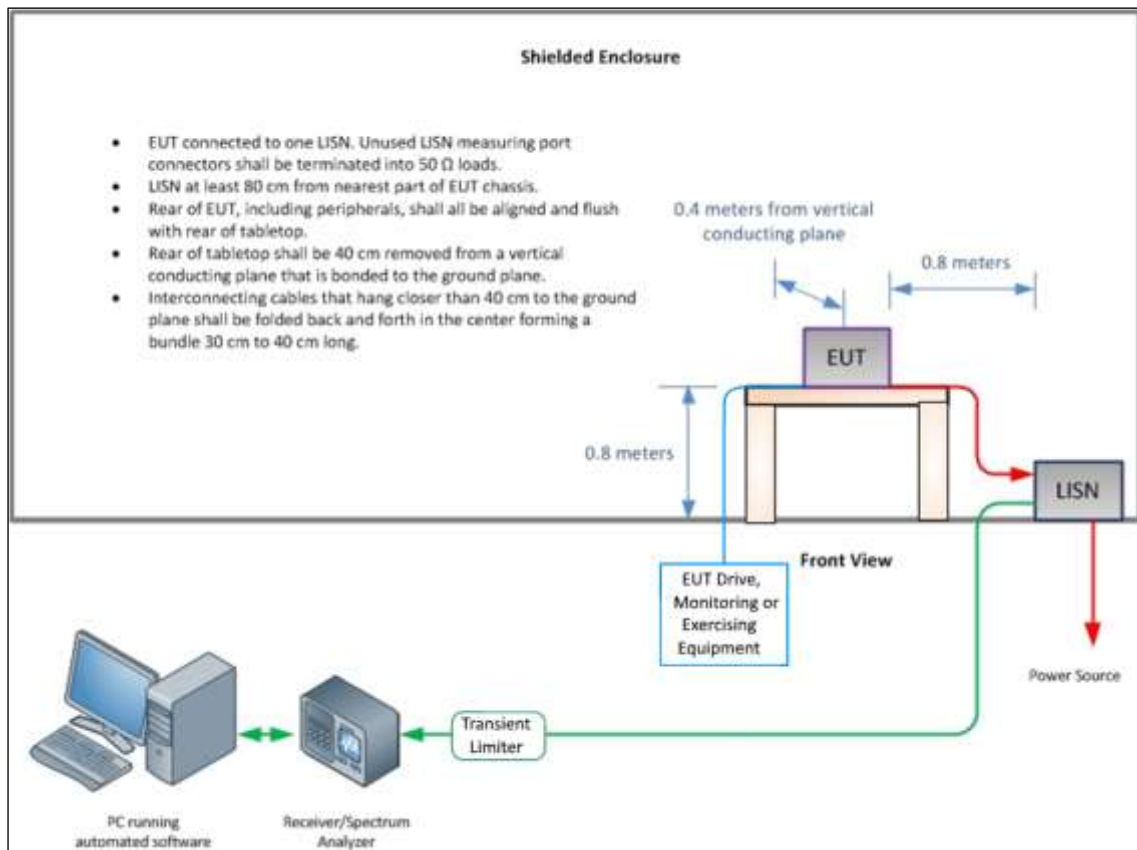 Shielded Enclosure
• EUT connected to one LISN. Unused LISN measuring port
connectors shall be terminated into 50 Ω loads.
• LISN at least 80 cm from nearest part of EUT chassis.
• Rear of EUT, including peripherals, shall all be aligned and flush
with rear of tabletop.
• Rear of tabletop shall be 40 cm removed from a vertical
conducting plane that is bonded to the ground plane.
• Interconnecting cables that hang closer than 40 cm to the ground
plane shall be folded back and forth in the center forming a
bundle 30 cm to 40 cm long.
0.4 meters from vertical
conducting plane
0.8 meters
EUT
0.8 meters
LISN
Front View
EUT Drive,
Monitoring or
Exercising
Equipment
Power Source
Transient
Limiter
PC running
automated software
Receiver/Spectrum
Analyzer